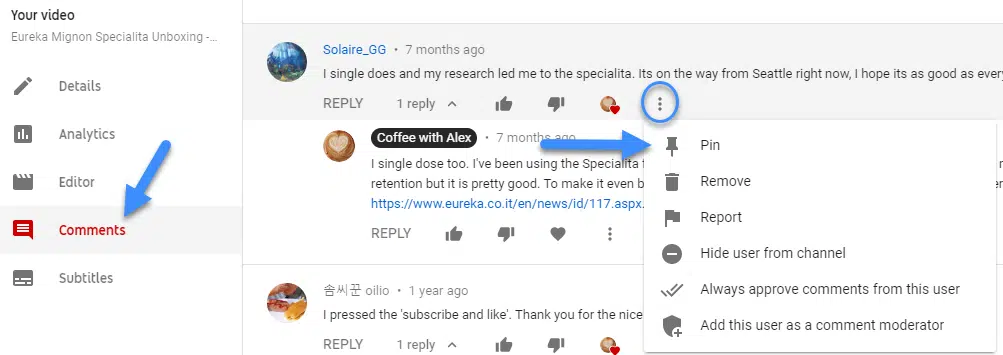 Your video
Eureka Mignon Specialita Unboxing -...
Details
Analytics
Editor
Comments
Subtitles
Solaire_GG • 7 months ago
I single does and my research led me to the specialita. Its on the way from Seattle right now, I hope its as good as
REPLY 1 reply
Coffee with Alex • 7 months ago
I single dose too. I've been using the Specialita
retention but it is pretty good. To make it even
https://www.eureka.co.it/en/news/id/117.aspx
REPLY
Pin
Remove
Report
Hide user from channel
Always approve comments from this user
Add this user as a comment moderator
솜씨꾼 oilio • 1 year ago
I pressed the 'subscribe and like'. Thank you for the nice
REPLY 1 reply